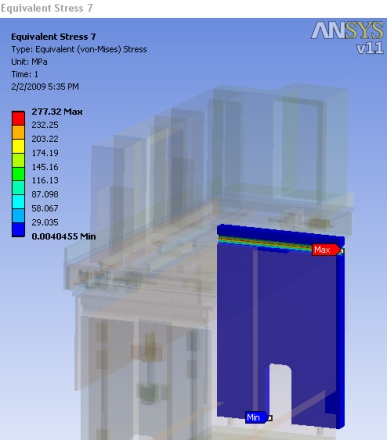 Equivalent Stress 7
ANSYS
v11
Equivalent Stress 7
Type: Equivalent (von-Mises) Stress
Unit: MPa
Time: 1
2/2/2009 5:35 PM
277.32 Max
232.25
203.22
174.19
145.16
116.13
87.098
58.067
29.035
0.0040455 Min
Max
Min